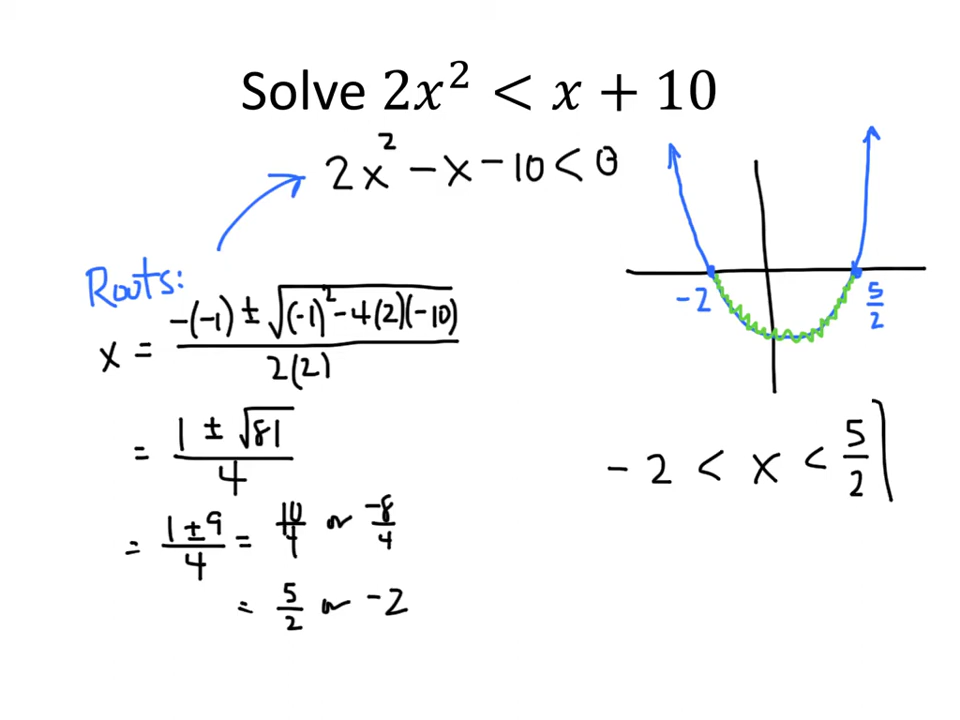 Solve 2x² < x + 10
2x² - x - 10 < 0
Roots:
x = (-(-1) ± √((-1)² - 4(2)(-10))) / 2(2)
= (1 ± √81) / 4
= (1 ± 9) / 4 = 10/4 or -8/4
= 5/2 or -2
-2 5/2
-2 < x < 5/2